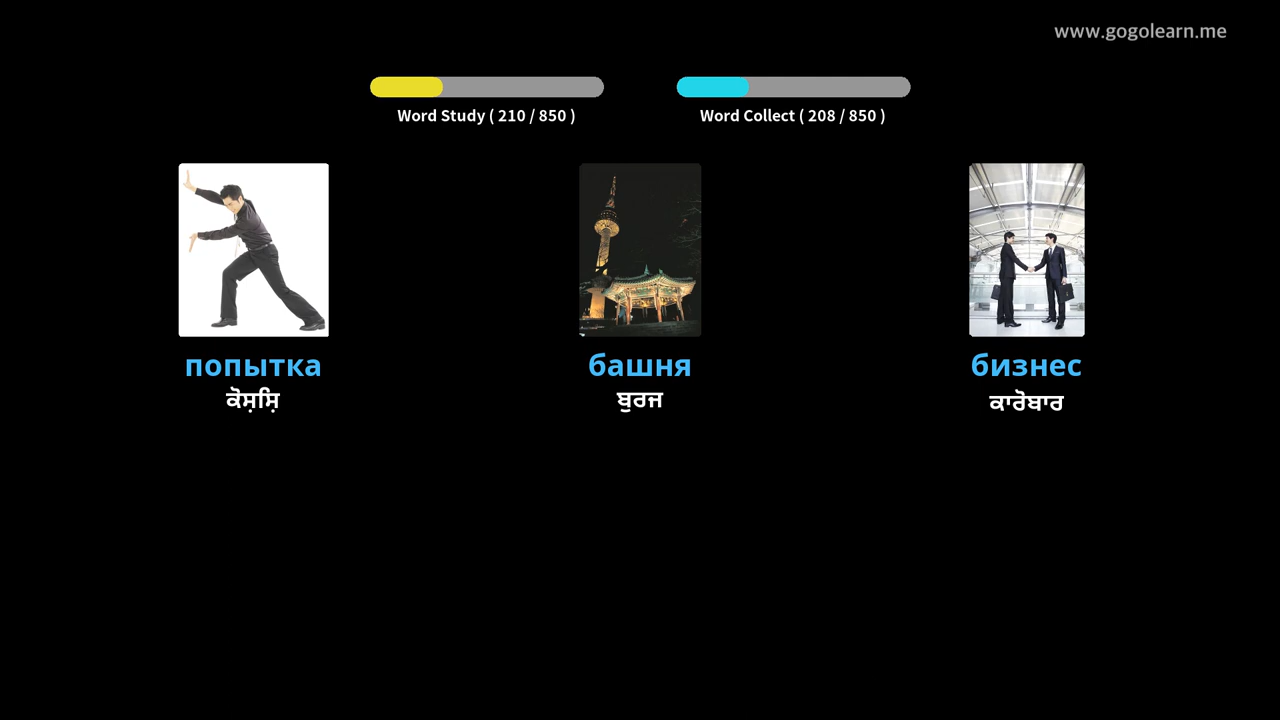 www.gogolearn.me
Word Study ( 210 / 850 )
Word Collect ( 208 / 850 )
попытка
башня
бизнес
ਕੋਸ਼ਸ਼ਿ
ਬੁਰਜ
ਕਾਰੋਬਾਰ